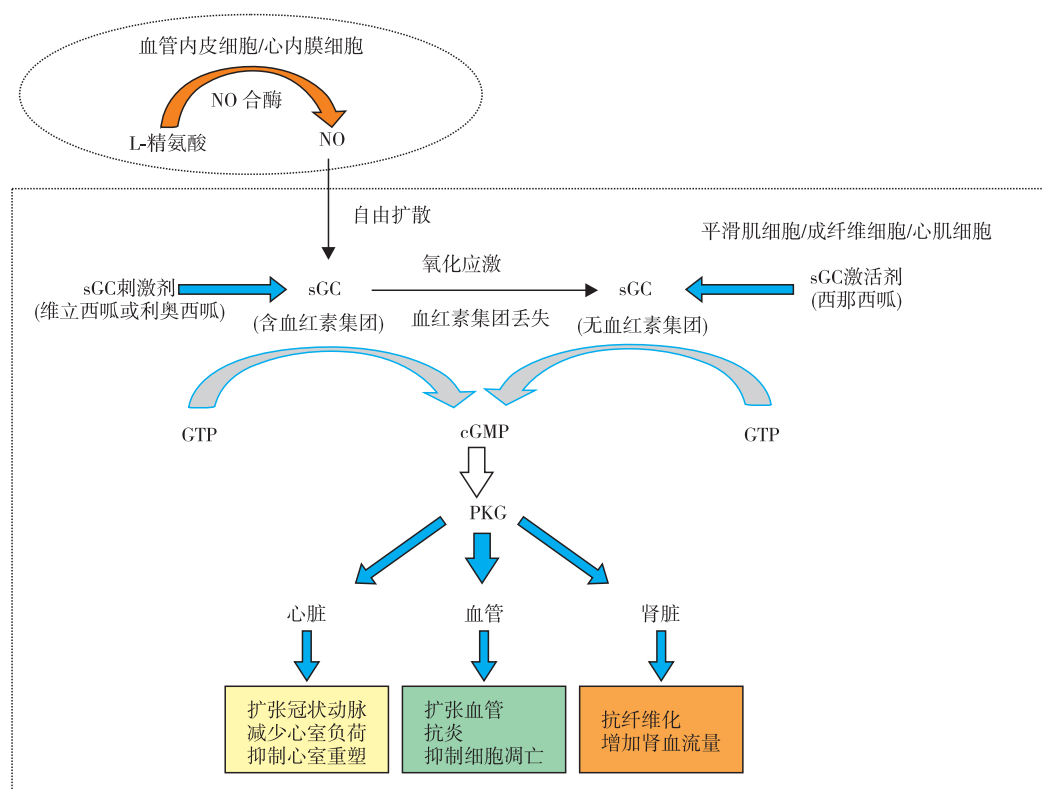 血管内皮细胞/心内膜细胞
NO 合酶
L-精氨酸
NO
自由扩散
平滑肌细胞/成纤维细胞/心肌细胞
氧化应激
sGC刺激剂
(维立西呱或利奥西呱)
sGC
(含血红素集团)
血红素集团丢失
sGC
(无血红素集团)
sGC激活剂
(西那西呱)
GTP
cGMP
GTP
PKG
心脏
血管
肾脏
扩张冠状动脉
减少心室负荷
抑制心室重塑
扩张血管
抗炎
抑制细胞凋亡
抗纤维化
增加肾血流量